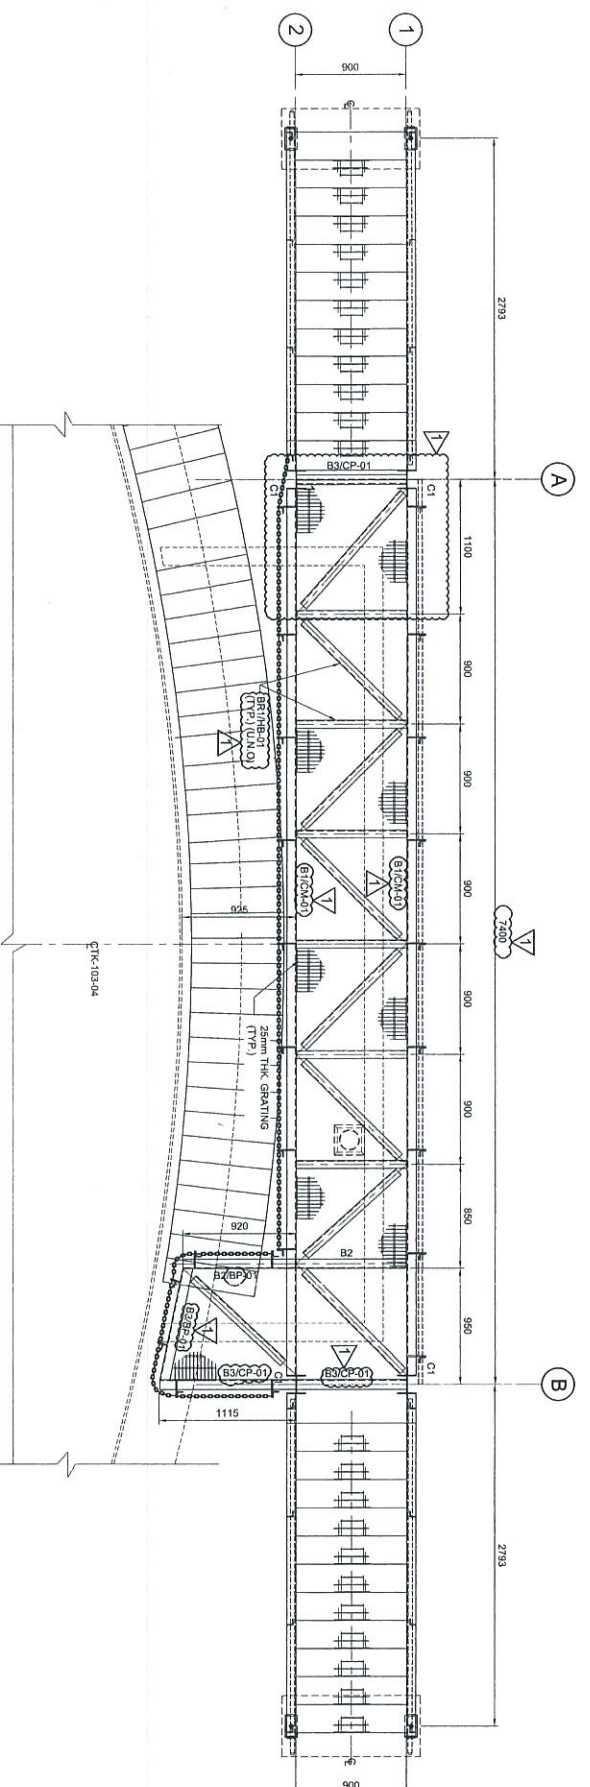 2
1
900
2793
1
B3/CP-01
A
C1
C1
1100
900
BR1/HB-01
(TYP.) (U.N.O)
1
900
900
B1/CM-01
1
B1/CM-01
1
7400
1
925
CTK-103-04
900
25mm THK. GRATING
(TYP.)
900
850
920
B2
B2/BP-01
950
B3/BP-01
1
B3/CP-01
C1
1
B3/CP-01
C1
B
1115
2793
900